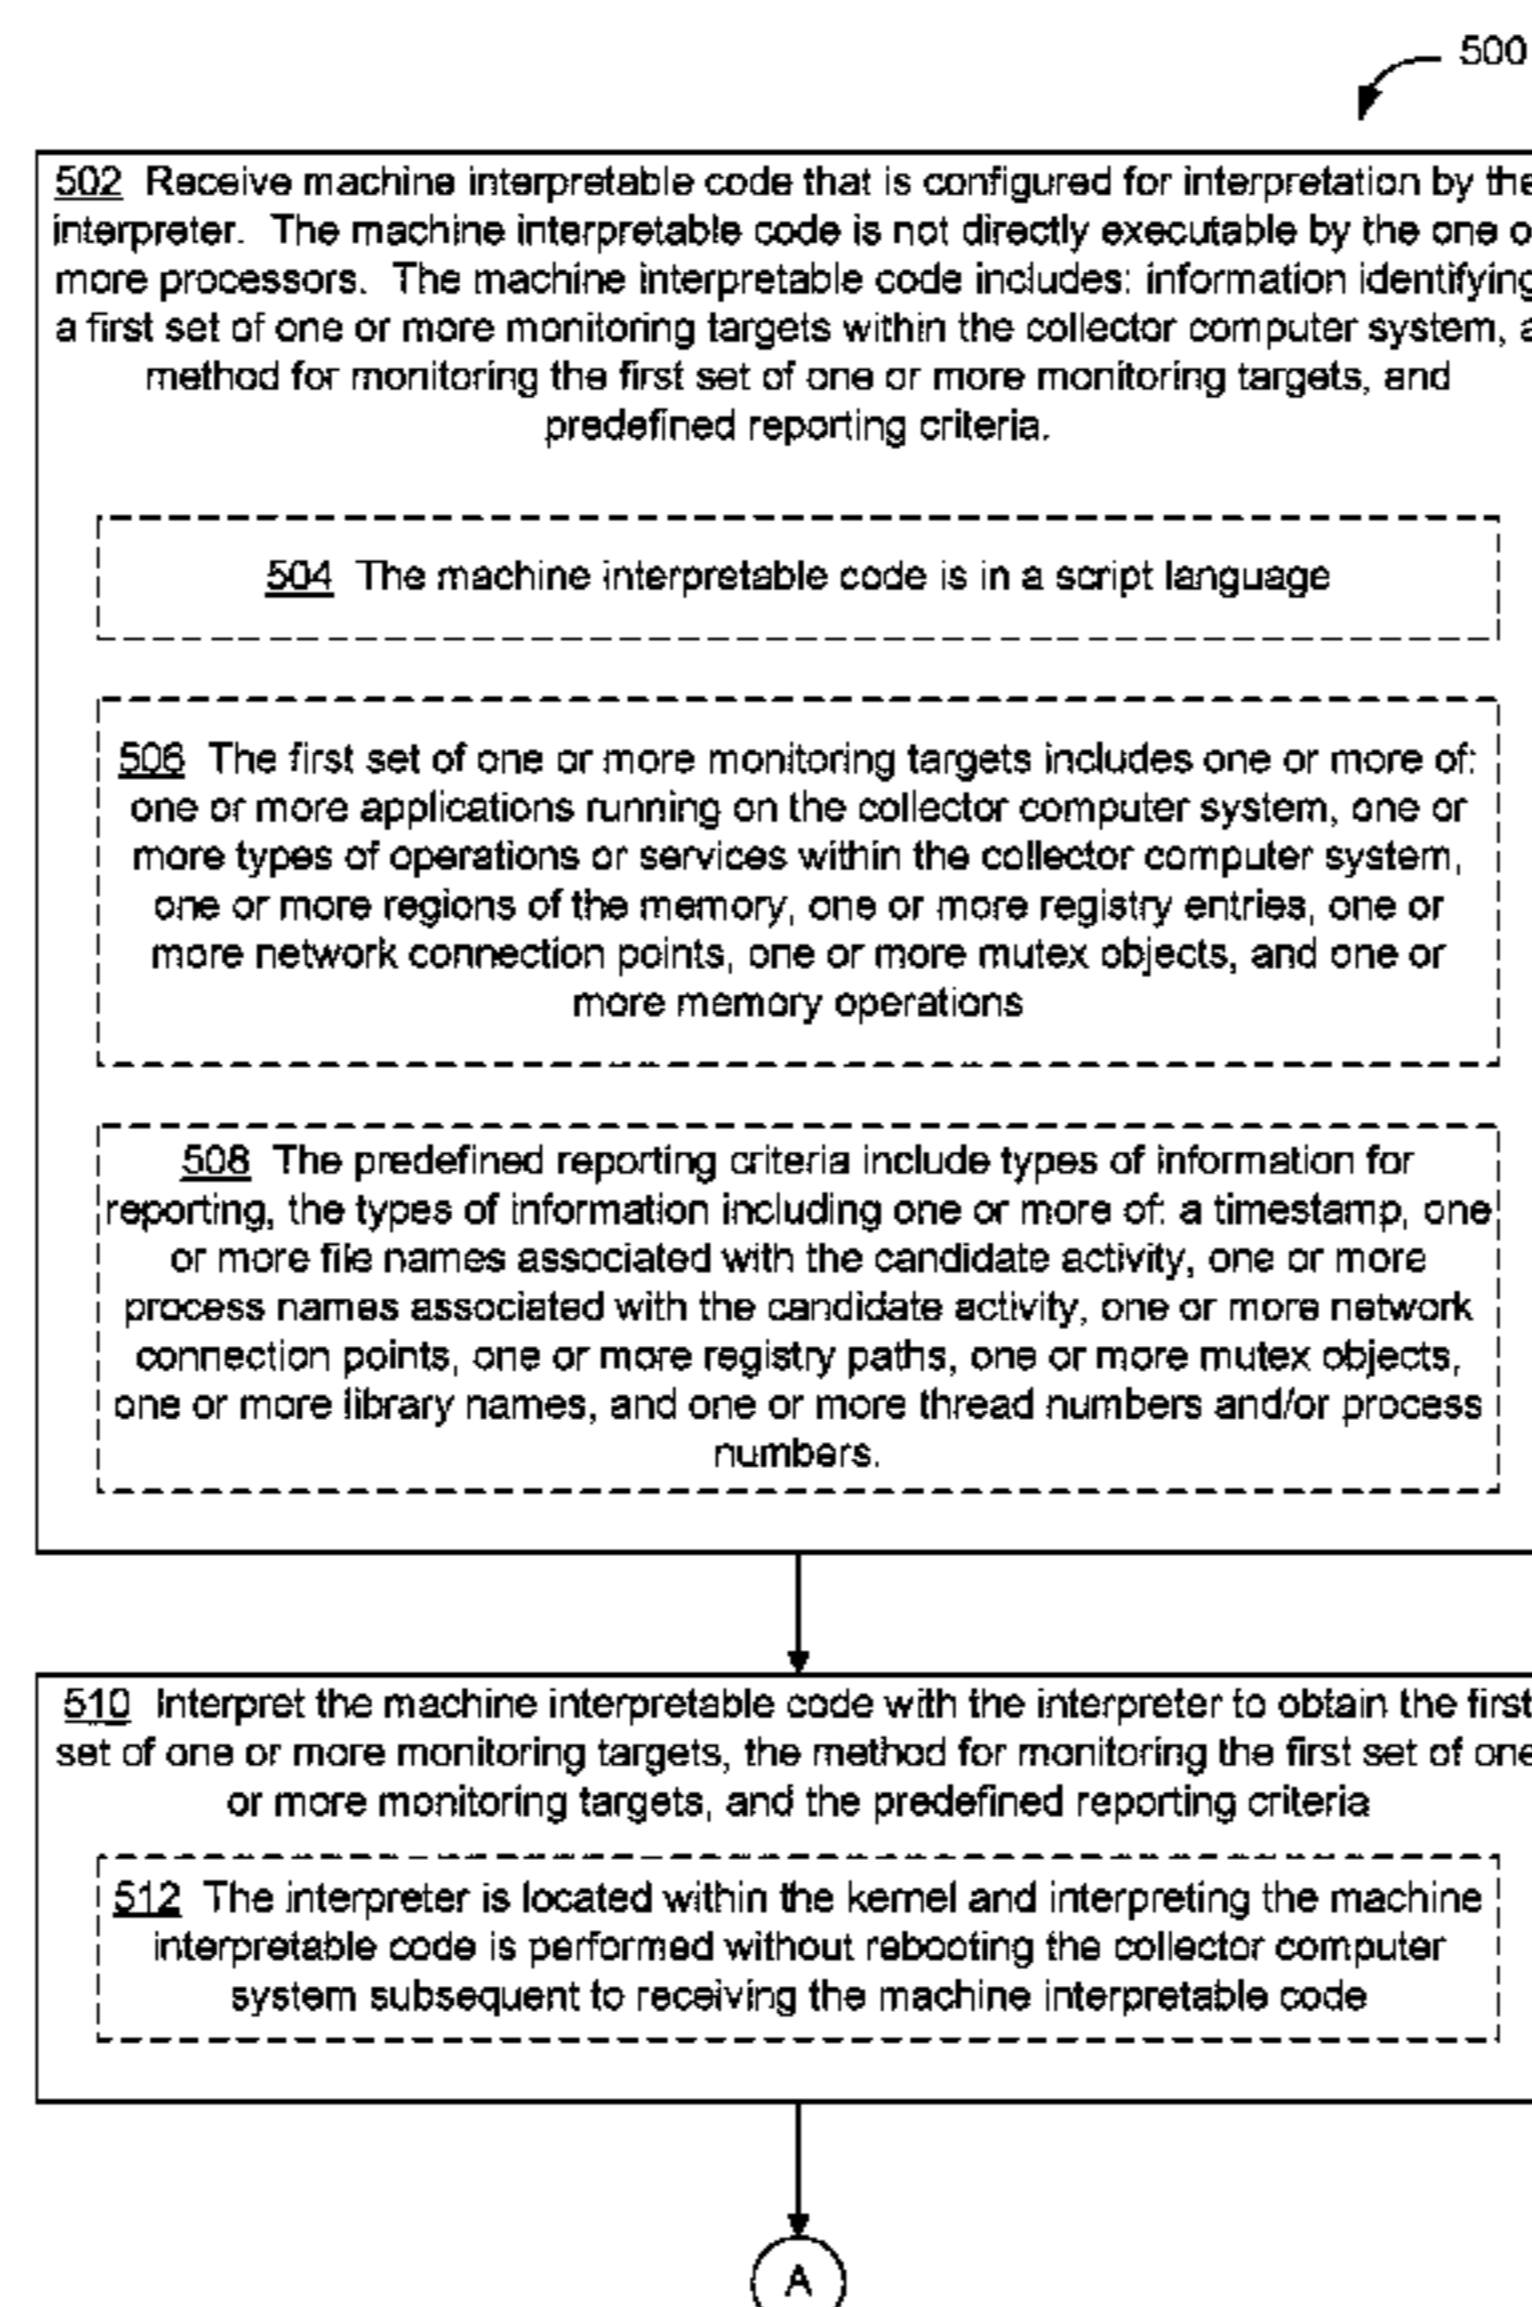 500
502 Receive machine interpretable code that is configured for interpretation by the
interpreter. The machine interpretable code is not directly executable by the one o
more processors. The machine interpretable code includes: information identifying
a first set of one or more monitoring targets within the collector computer system, a
method for monitoring the first set of one or more monitoring targets, and
predefined reporting criteria.
504 The machine interpretable code is in a script language
506 The first set of one or more monitoring targets includes one or more of:
one or more applications running on the collector computer system, one or
more types of operations or services within the collector computer system,
one or more regions of the memory, one or more registry entries, one or
more network connection points, one or more mutex objects, and one or
more memory operations
508 The predefined reporting criteria include types of information for
reporting, the types of information including one or more of: a timestamp, one
or more file names associated with the candidate activity, one or more
process names associated with the candidate activity, one or more network
connection points, one or more registry paths, one or more mutex objects,
one or more library names, and one or more thread numbers and/or process
numbers.
510 Interpret the machine interpretable code with the interpreter to obtain the first
set of one or more monitoring targets, the method for monitoring the first set of one
or more monitoring targets, and the predefined reporting criteria
512 The interpreter is located within the kernel and interpreting the machine
interpretable code is performed without rebooting the collector computer
system subsequent to receiving the machine interpretable code
A